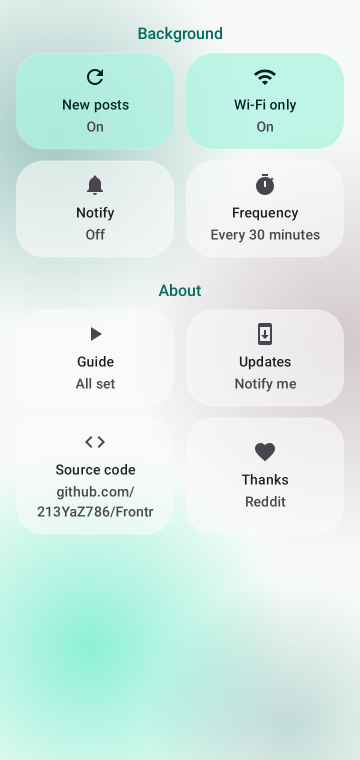 Background
New posts
On
Wi-Fi only
On
Notify
Off
Frequency
Every 30 minutes
About
Guide
All set
Updates
Notify me
Source code
github.com/
213YaZ786/Frontr
Thanks
Reddit